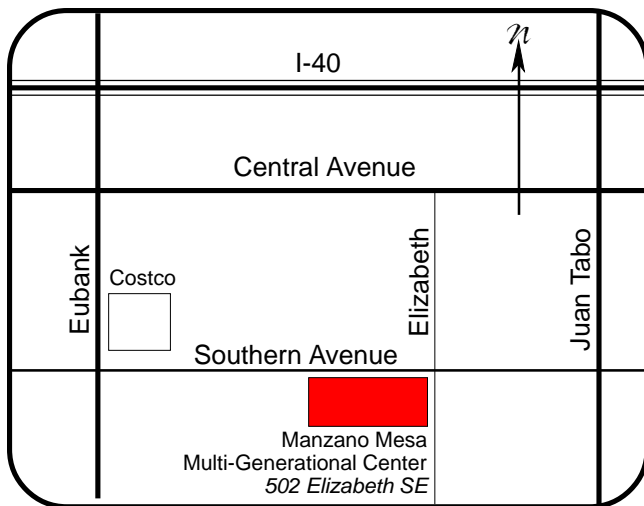 I-40
n
Central Avenue
Eubank
Costco
Elizabeth
Juan Tabo
Southern Avenue
Manzano Mesa
Multi-Generational Center
502 Elizabeth SE